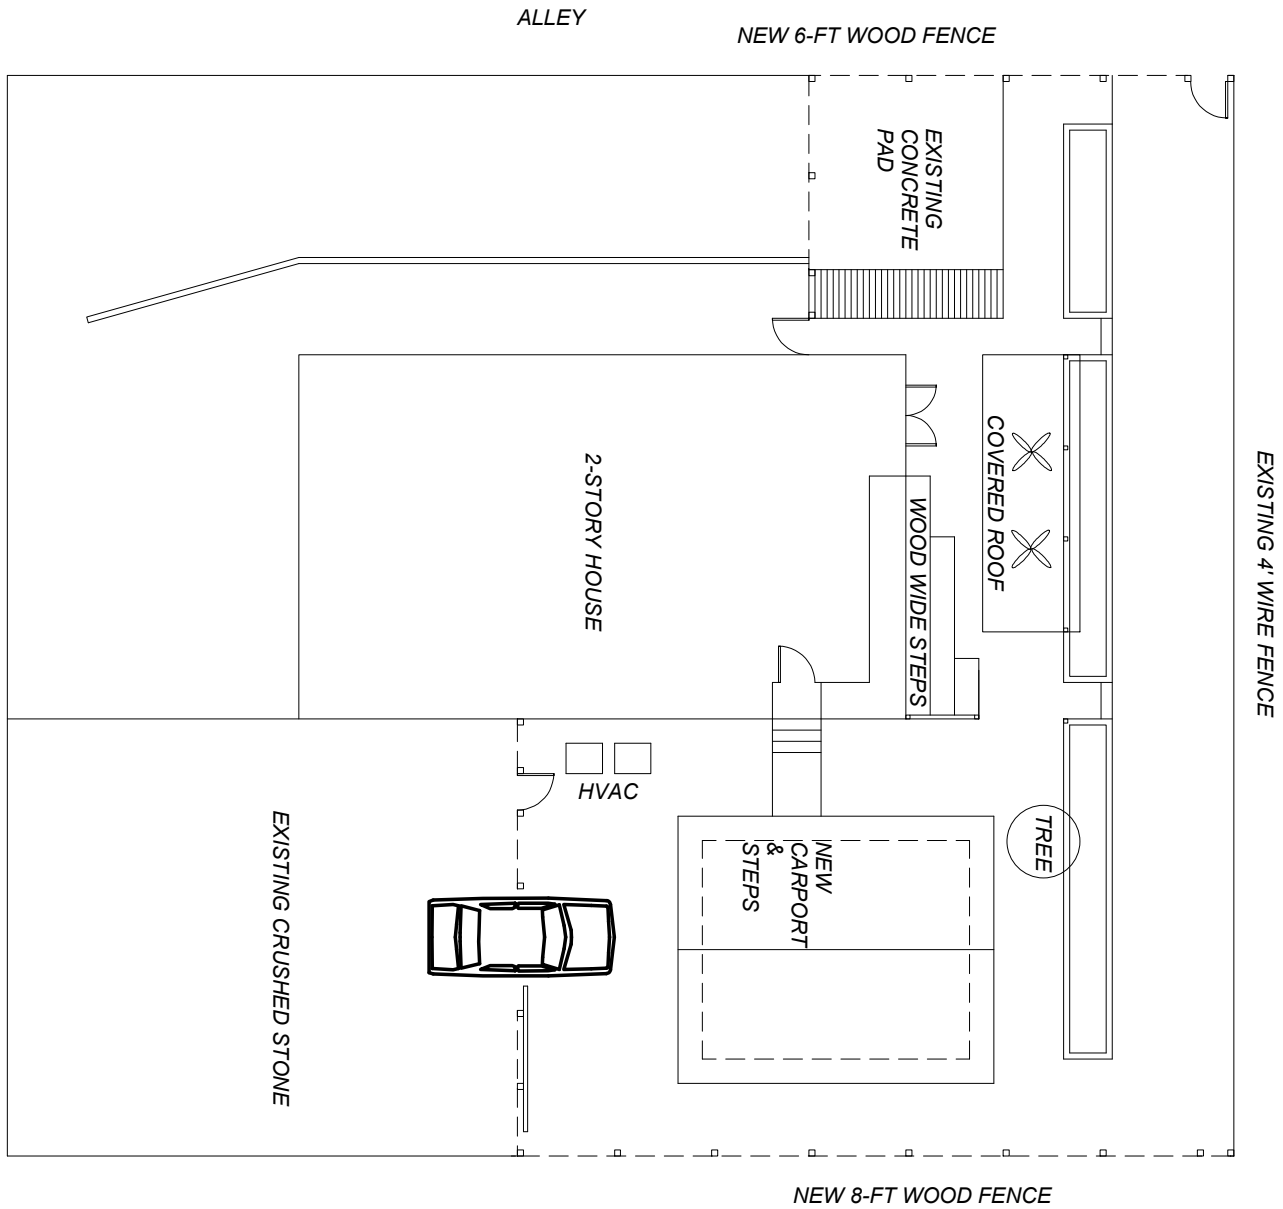 ALLEY
NEW 6-FT WOOD FENCE
EXISTING
CONCRETE
PAD
COVERED ROOF
2-STORY HOUSE
WOOD WIDE STEPS
EXISTING 4' WIRE FENCE
HVAC
EXISTING CRUSHED STONE
NEW
CARPORT
&
STEPS
TREE
NEW 8-FT WOOD FENCE